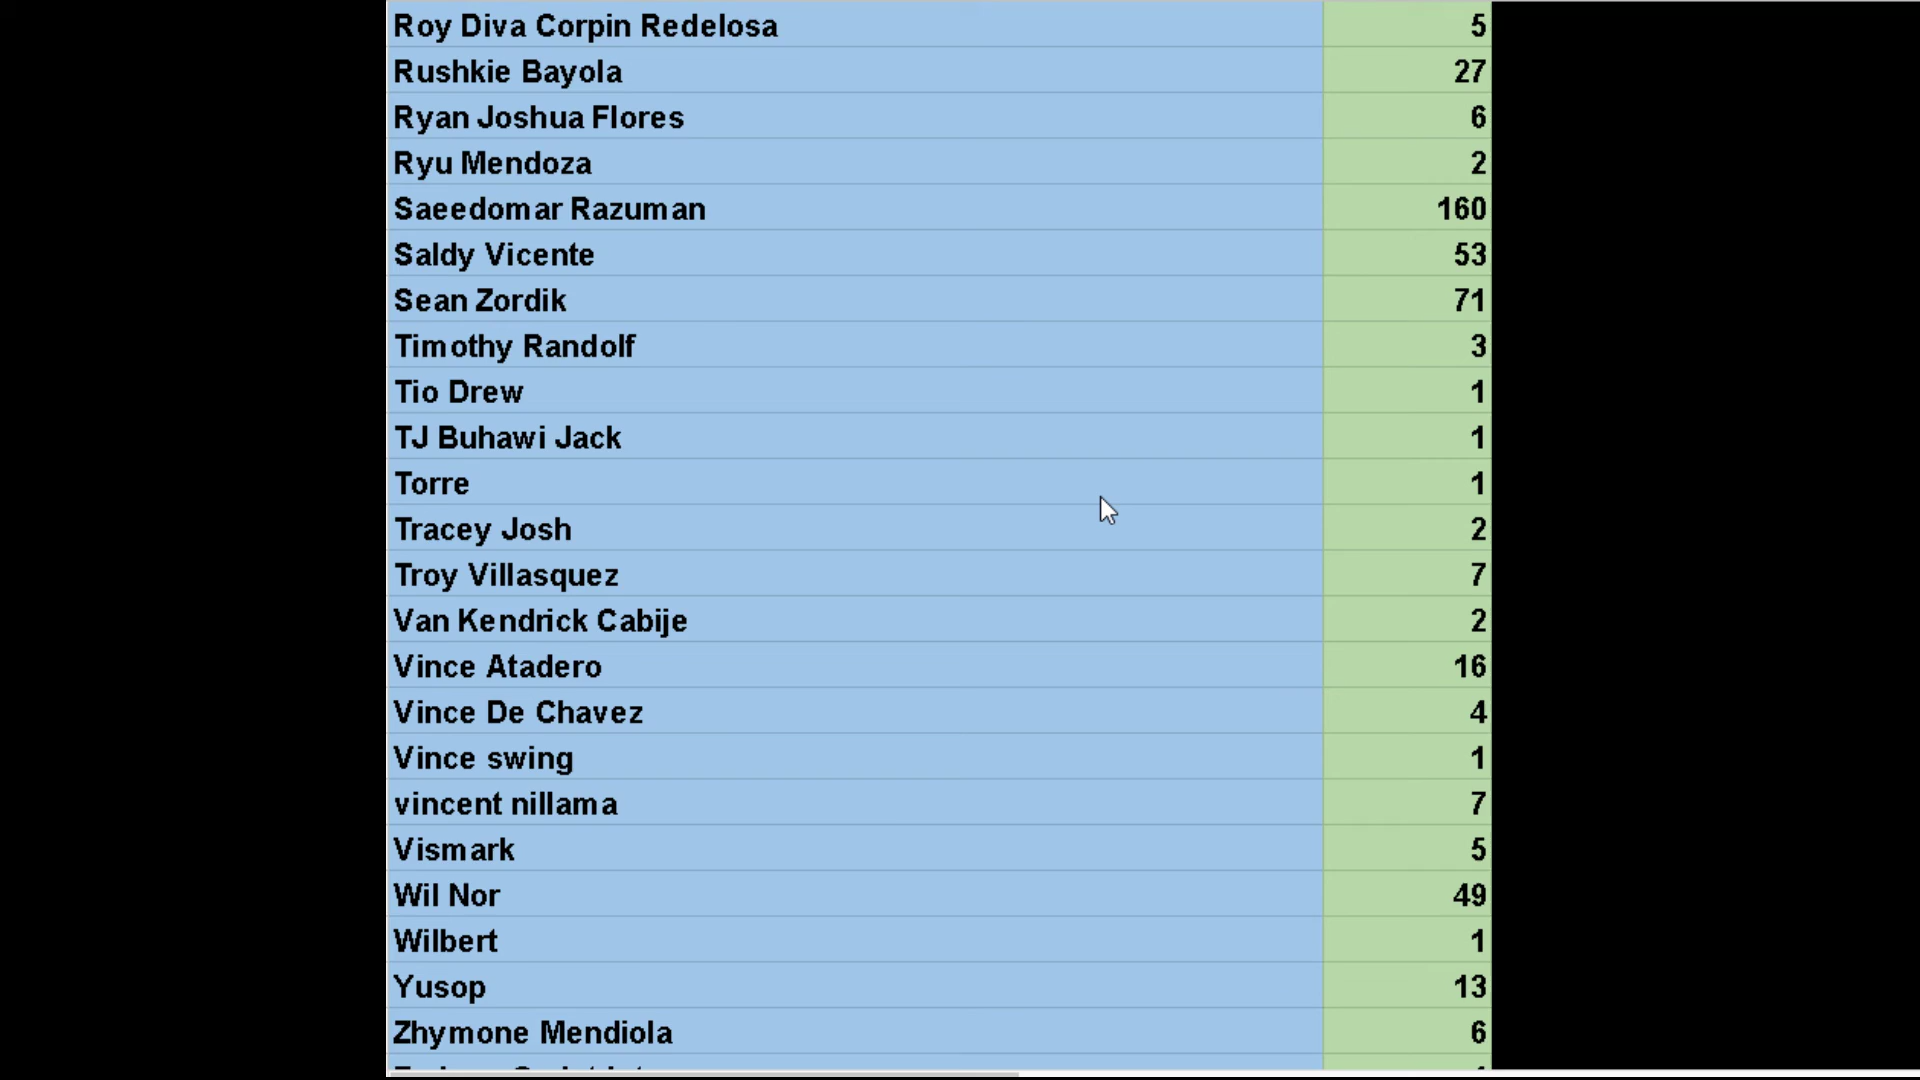 Roy Diva Corpin Redelosa 5
Rushkie Bayola 27
Ryan Joshua Flores 6
Ryu Mendoza 2
Saeedomar Razuman 160
Saldy Vicente 53
Sean Zordik 71
Timothy Randolf 3
Tio Drew 1
TJ Buhawi Jack 1
Torre 1
Tracey Josh 2
Troy Villasquez 7
Van Kendrick Cabije 2
Vince Atadero 16
Vince De Chavez 4
Vince swing 1
vincent nillama 7
Vismark 5
Wil Nor 49
Wilbert 1
Yusop 13
Zhymone Mendiola 6